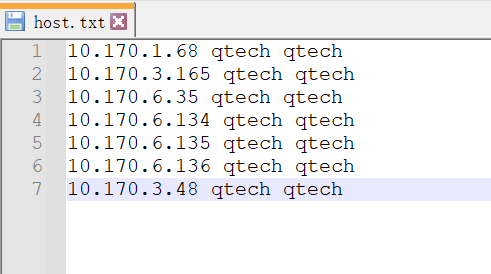 host.txt
1 10.170.1.68 qtech qtech
2 10.170.3.165 qtech qtech
3 10.170.6.35 qtech qtech
4 10.170.6.134 qtech qtech
5 10.170.6.135 qtech qtech
6 10.170.6.136 qtech qtech
7 10.170.3.48 qtech qtech